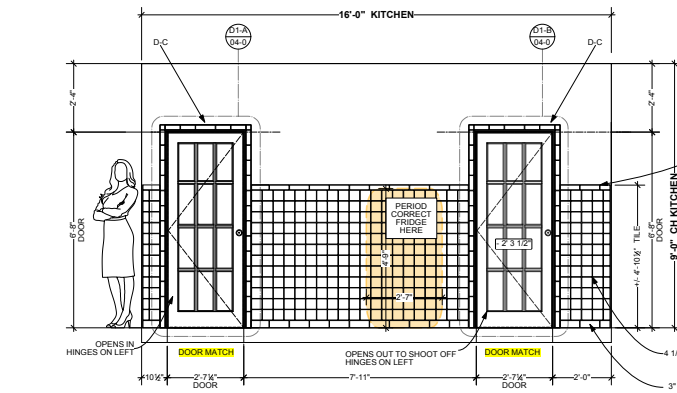 16'-0" KITCHEN
D1-A
04-0
D1-B
04-0
D-C
D-C
2'-4"
2'-4"
6'-8"
DOOR
6'-8"
DOOR
9'-0" CH KITCHEN
+/- 4'-10½" TILE
PERIOD
CORRECT
FRIDGE
HERE
4'-9"
2'-7"
- 2' 3 1/2"
OPENS IN
HINGES ON LEFT
DOOR MATCH
OPENS OUT TO SHOOT OFF
HINGES ON LEFT
DOOR MATCH
10½"
2'-7¼"
DOOR
7'-11"
2'-7¼"
DOOR
2'-0"
3"